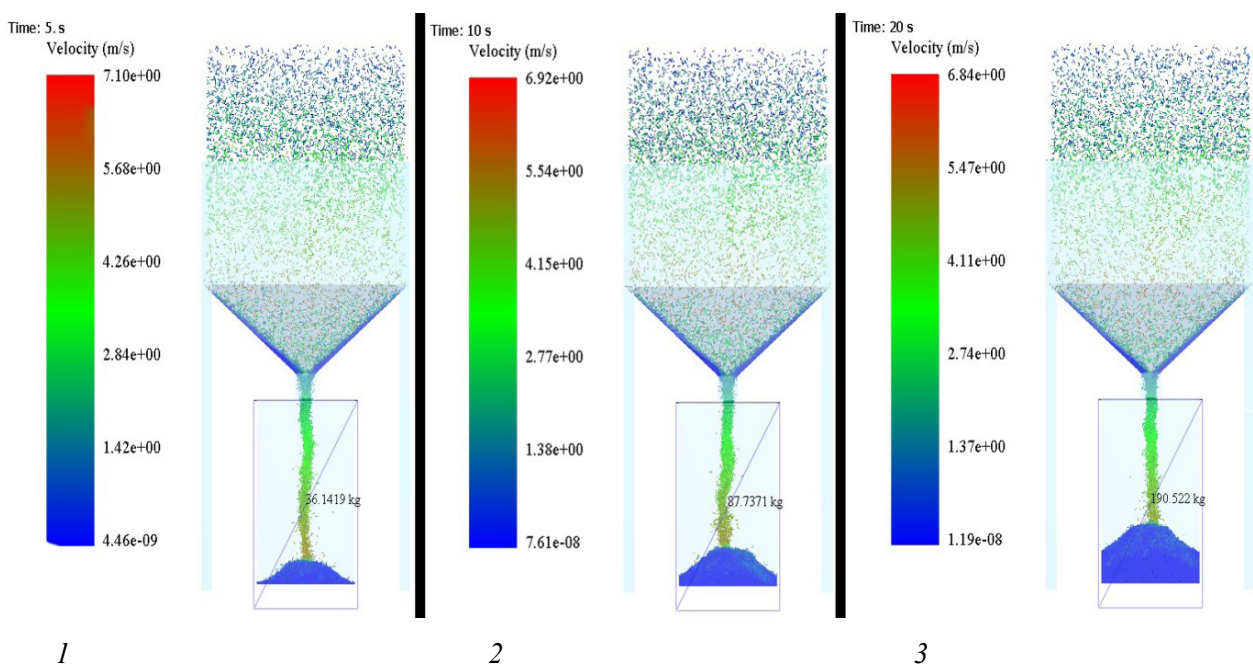 Time: 5. s
Velocity (m/s)
7.10e+00
5.68e+00
4.26e+00
2.84e+00
1.42e+00
4.46e-09
36.1419 kg
1
Time: 10 s
Velocity (m/s)
6.92e+00
5.54e+00
4.15e+00
2.77e+00
1.38e+00
7.61e-08
87.7371 kg
2
Time: 20 s
Velocity (m/s)
6.84e+00
5.47e+00
4.11e+00
2.74e+00
1.37e+00
1.19e-08
190.522 kg
3